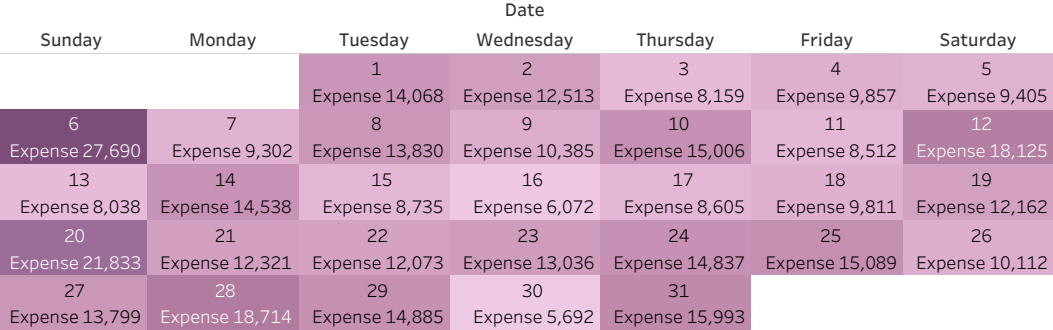 Date
Sunday Monday Tuesday Wednesday Thursday Friday Saturday
1 2 3 4 5
Expense 14,068 Expense 12,513 Expense 8,159 Expense 9,857 Expense 9,405
6 7 8 9 10 11 12
Expense 27,690 Expense 9,302 Expense 13,830 Expense 10,385 Expense 15,006 Expense 8,512 Expense 18,125
13 14 15 16 17 18 19
Expense 8,038 Expense 14,538 Expense 8,735 Expense 6,072 Expense 8,605 Expense 9,811 Expense 12,162
20 21 22 23 24 25 26
Expense 21,833 Expense 12,321 Expense 12,073 Expense 13,036 Expense 14,837 Expense 15,089 Expense 10,112
27 28 29 30 31
Expense 13,799 Expense 18,714 Expense 14,885 Expense 5,692 Expense 15,993